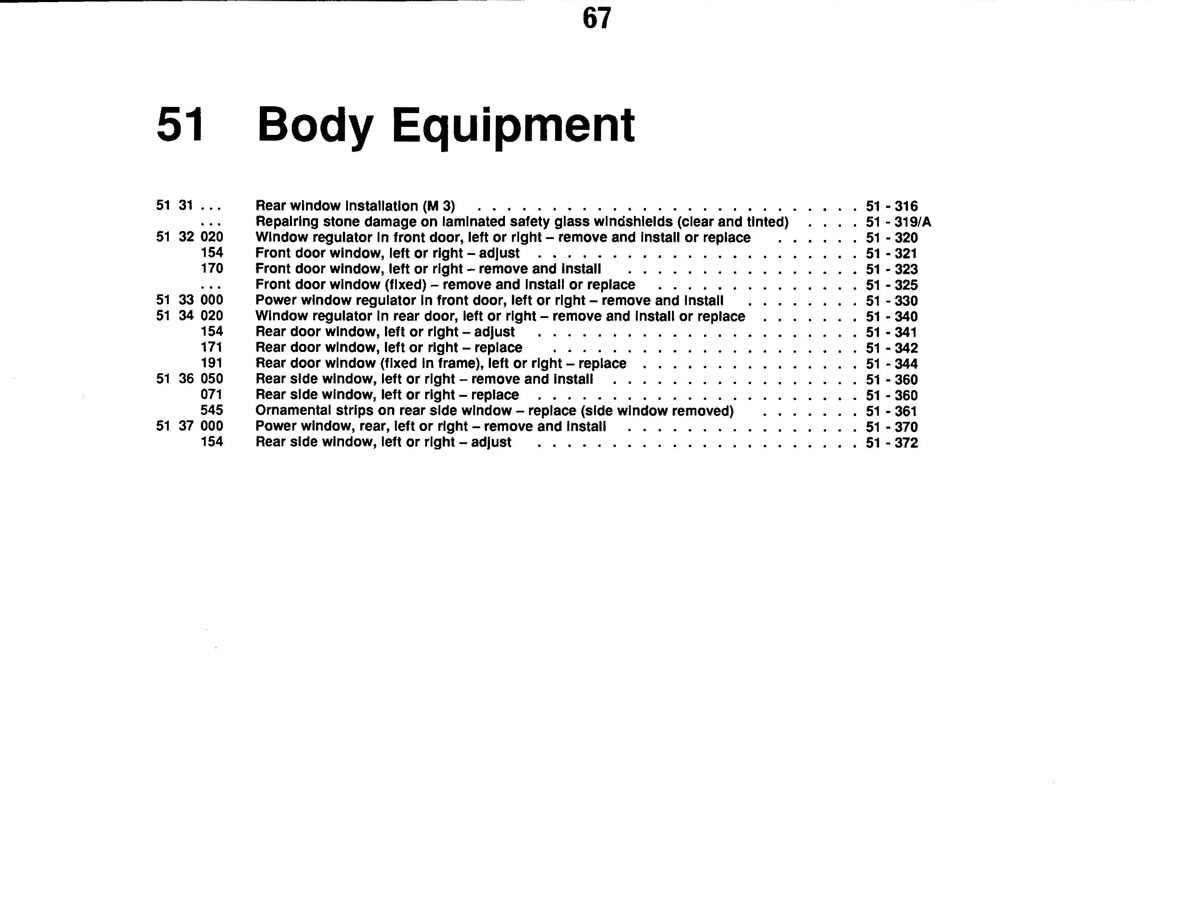 67
51 Body Equipment
51 31 ... Rear window installation (M 3) . . . . . . . . . . . . . . . . . . . . . . . . . . 51 - 316
... Repairing stone damage on laminated safety glass windshields (clear and tinted) . . . . 51 - 319/A
51 32 020 Window regulator in front door, left or right – remove and install or replace . . . . . . 51 - 320
154 Front door window, left or right – adjust . . . . . . . . . . . . . . . . . . . . . . 51 - 321
170 Front door window, left or right – remove and install . . . . . . . . . . . . . . . . 51 - 323
... Front door window (fixed) – remove and install or replace . . . . . . . . . . . . . . 51 - 325
51 33 000 Power window regulator in front door, left or right – remove and install . . . . . . . . 51 - 330
51 34 020 Window regulator in rear door, left or right – remove and install or replace . . . . . . . 51 - 340
154 Rear door window, left or right – adjust . . . . . . . . . . . . . . . . . . . . . . 51 - 341
171 Rear door window, left or right – replace . . . . . . . . . . . . . . . . . . . . . 51 - 342
191 Rear door window (fixed in frame), left or right – replace . . . . . . . . . . . . . . . 51 - 344
51 36 050 Rear side window, left or right – remove and install . . . . . . . . . . . . . . . . . 51 - 360
071 Rear side window, left or right – replace . . . . . . . . . . . . . . . . . . . . . . 51 - 360
545 Ornamental strips on rear side window – replace (side window removed) . . . . . . . 51 - 361
51 37 000 Power window, rear, left or right – remove and install . . . . . . . . . . . . . . . . 51 - 370
154 Rear side window, left or right – adjust . . . . . . . . . . . . . . . . . . . . . . 51 - 372